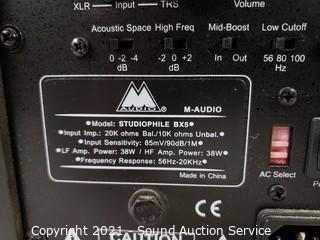 XLR Input TRS Volume
Acoustic Space High Freq Mid-Boost Low Cutoff
0 -2 -4 -2 0 +2 In Out 56 80 100
dB dB Hz
M-AUDIO
M-AUDIO
•Model: STUDIOPHILE BX5•
•Input Imp.: 20K ohms Bal./10K ohms Unbal.•
•Input Sensitivity: 85mV/90dB/1M•
•LF Amp. Power: 38W / HF Amp. Power: 38W•
•Frequency Response: 56Hz-20KHz•
Made in China
AC Select
CE
CAUTION
Copyright 2021 - Sound Auction Service